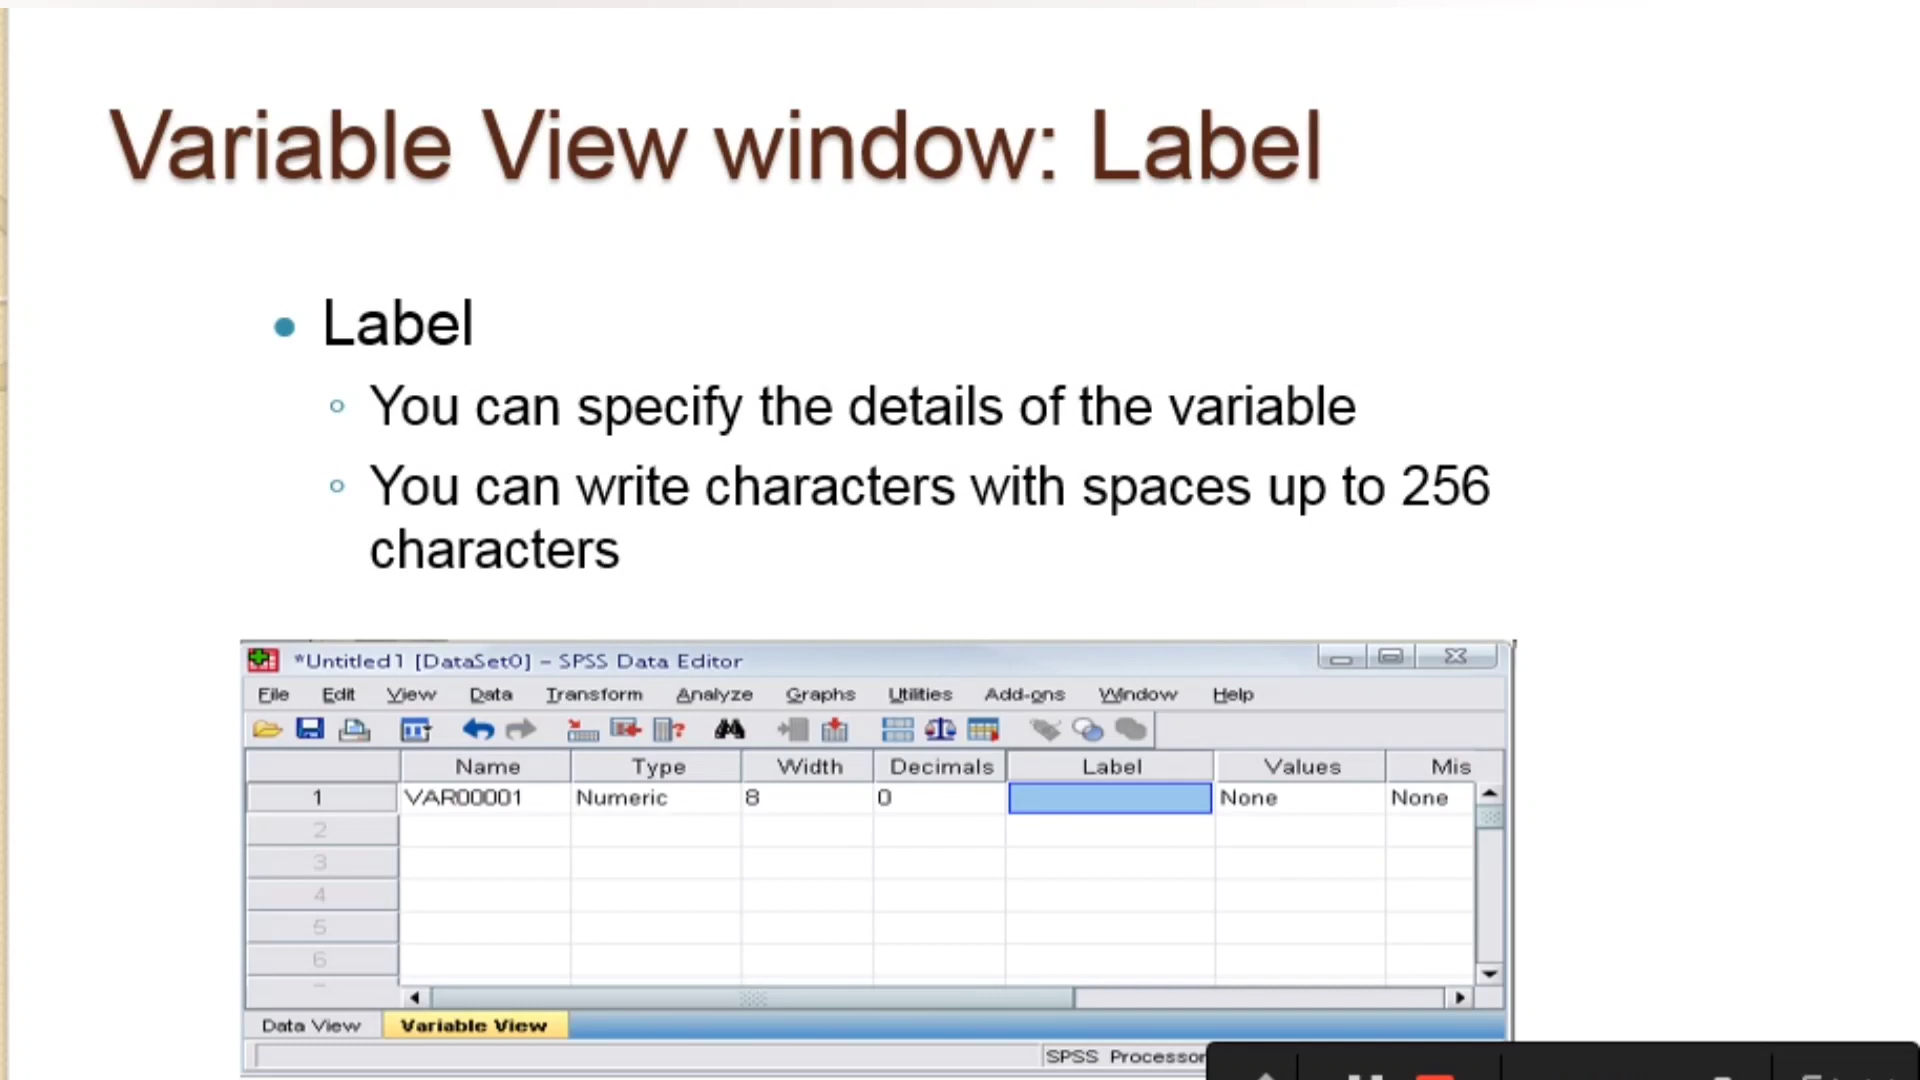 Variable View window: Label
Label
You can specify the details of the variable
You can write characters with spaces up to 256
characters
*Untitled1 [DataSet0] – SPSS Data Editor
File Edit View Data Transform Analyze Graphs Utilities Add-ons Window Help
Name Type Width Decimals Label Values Mis
1 VAR00001 Numeric 8 0 None None
2
3
4
5
6
Data View Variable View
SPSS Processor